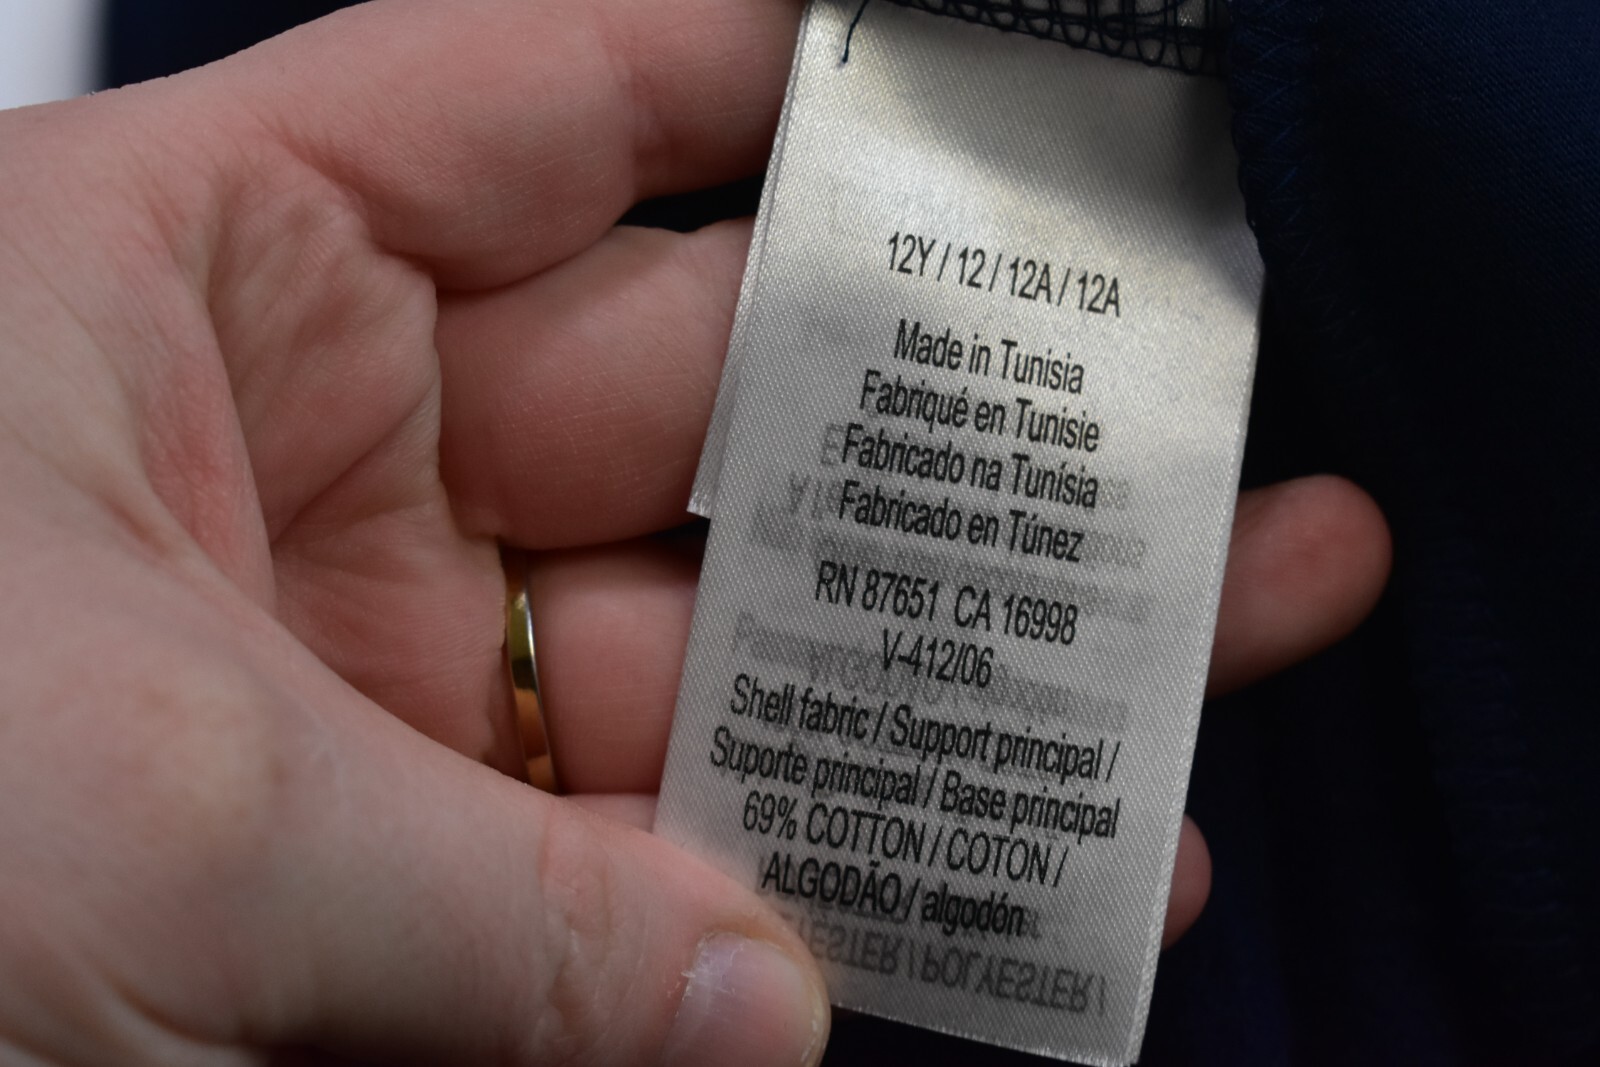 12Y / 12 / 12A / 12A
Made in Tunisia
Fabriqué en Tunisie
Fabricado na Tunísia
Fabricado en Túnez
RN 87651 CA 16998
V-412/06
Shell fabric / Support principal /
Suporte principal / Base principal
69% COTTON / COTON /
ALGODÃO / algodón
POLYESTER /